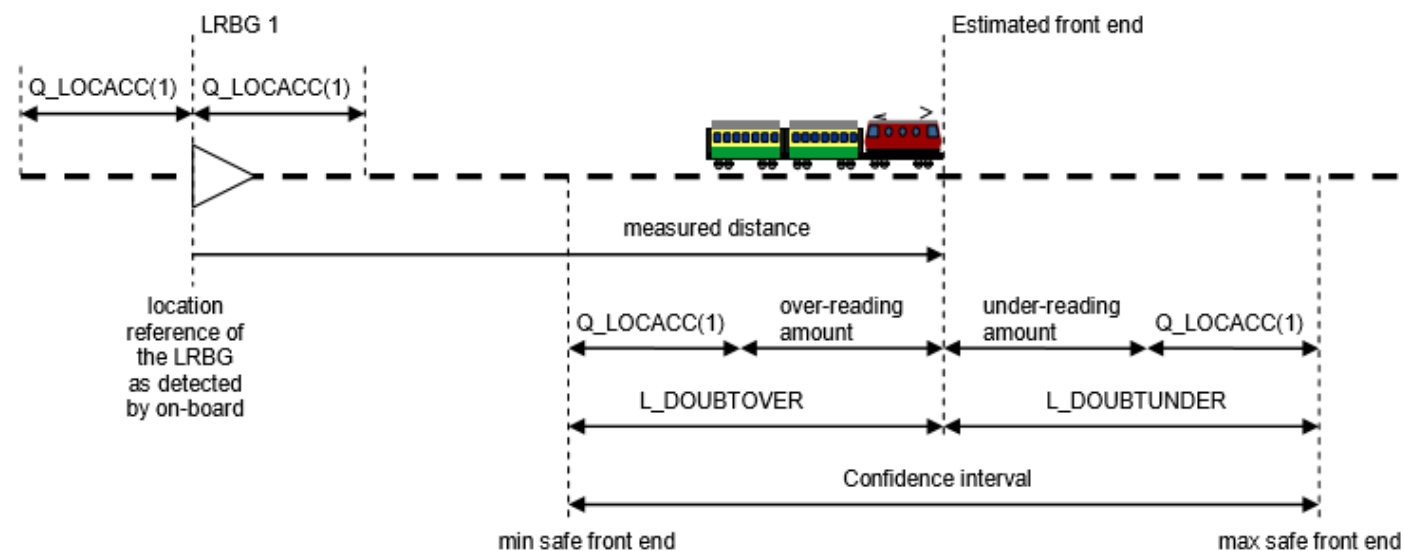 LRBG 1
Estimated front end
Q_LOCACC(1)
Q_LOCACC(1)
measured distance
location
reference of
the LRBG
as detected
by on-board
Q_LOCACC(1)
over-reading
amount
under-reading
amount
Q_LOCACC(1)
L_DOUBTOVER
L_DOUBTUNDER
Confidence interval
min safe front end
max safe front end